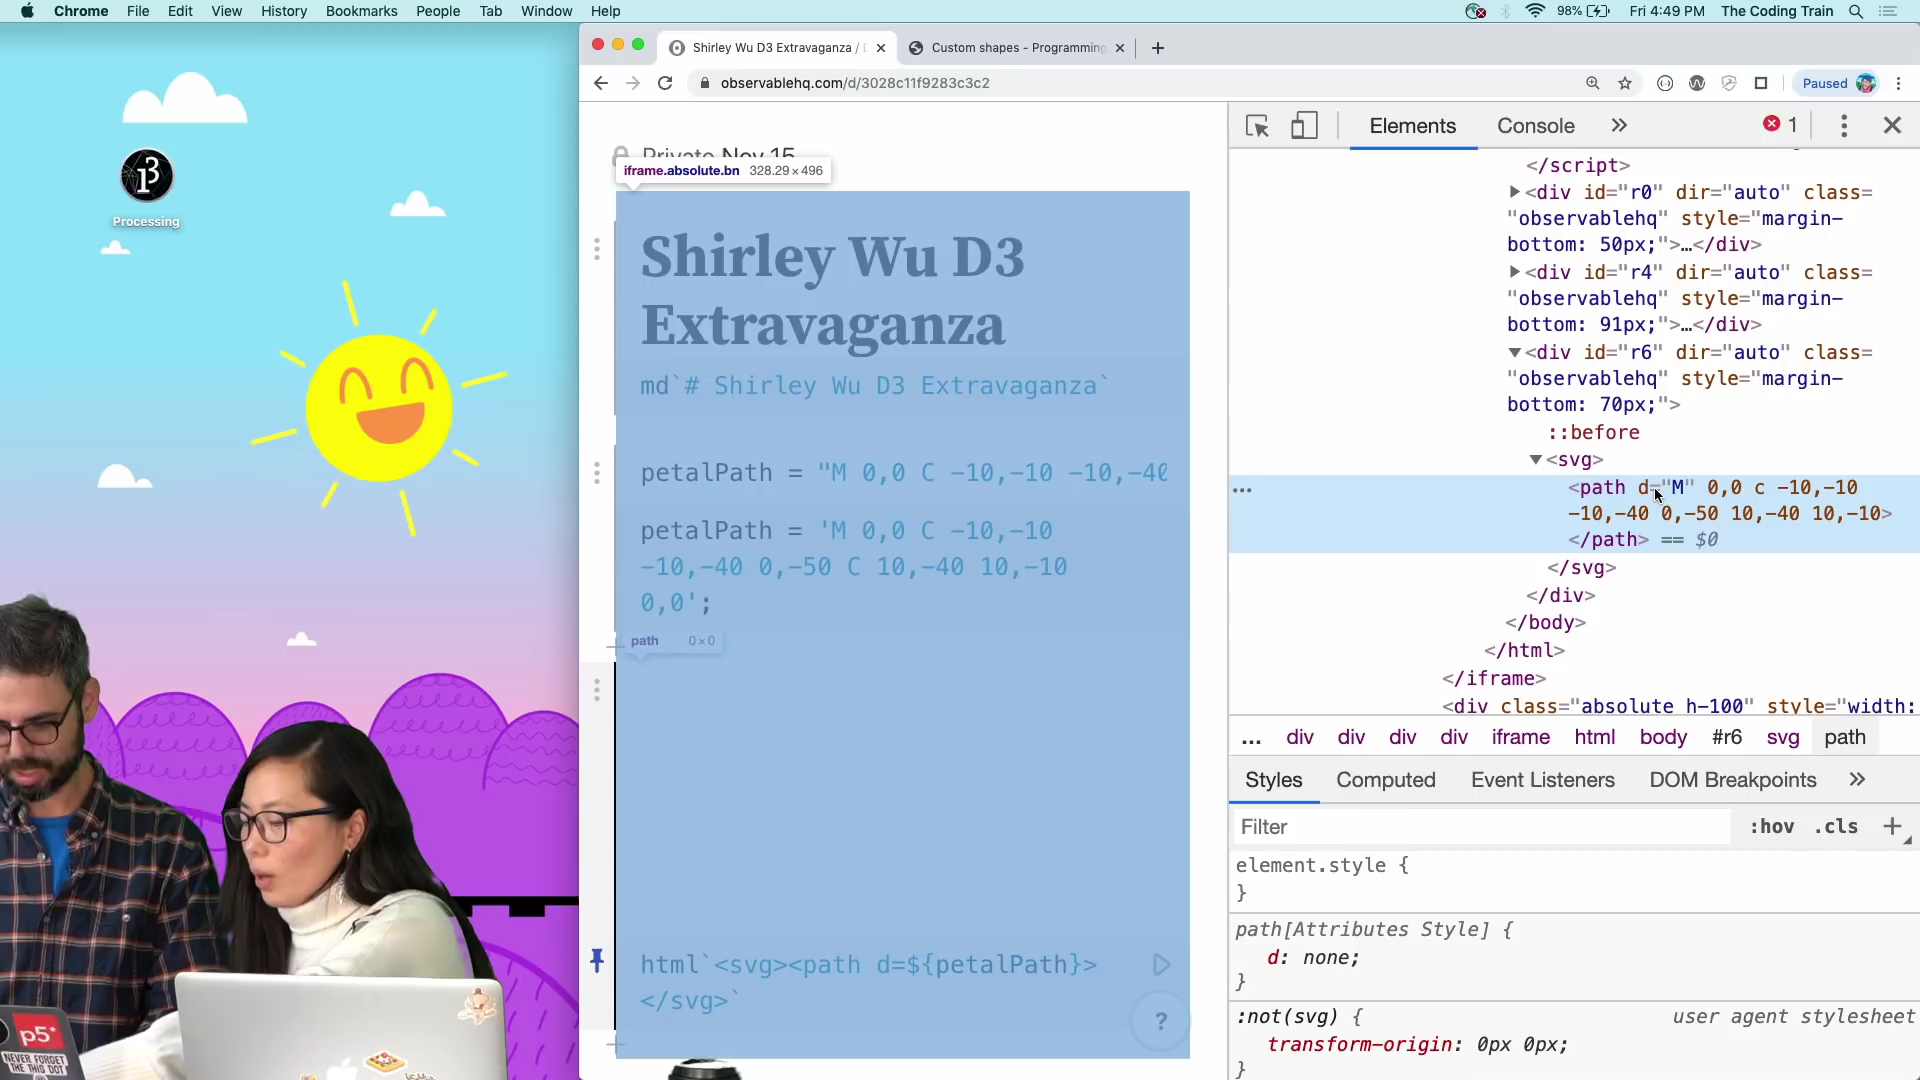 Chrome File Edit View History Bookmarks People Tab Window Help
98% Fri 4:49 PM The Coding Train
Shirley Wu D3 Extravaganza /
Custom shapes - Programming
observablehq.com/d/3028c11f9283c3c2
Paused
Processing
Private Nov 15
iframe.absolute.bn 328.29 × 496
Shirley Wu D3
Extravaganza
md`# Shirley Wu D3 Extravaganza`
petalPath = "M 0,0 C -10,-10 -10,-40
petalPath = 'M 0,0 C -10,-10
-10,-40 0,-50 C 10,-40 10,-10
0,0';
path 0 × 0
html`<svg><path d=${petalPath}>
</svg>`
?
p5*
NEVER FORGET
THE THIS DOT
Elements Console » 1
</script>
<div id="r0" dir="auto" class=
"observablehq" style="margin-
bottom: 50px;">…</div>
<div id="r4" dir="auto" class=
"observablehq" style="margin-
bottom: 91px;">…</div>
<div id="r6" dir="auto" class=
"observablehq" style="margin-
bottom: 70px;">
::before
<svg>
<path d="M" 0,0 c -10,-10
-10,-40 0,-50 10,-40 10,-10>
</path> == $0
</svg>
</div>
</body>
</html>
</iframe>
<div class="absolute h-100" style="width:
... div div div div iframe html body #r6 svg path
Styles Computed Event Listeners DOM Breakpoints »
Filter :hov .cls +
element.style {
}
path[Attributes Style] {
d: none;
}
:not(svg) { user agent stylesheet
transform-origin: 0px 0px;
}